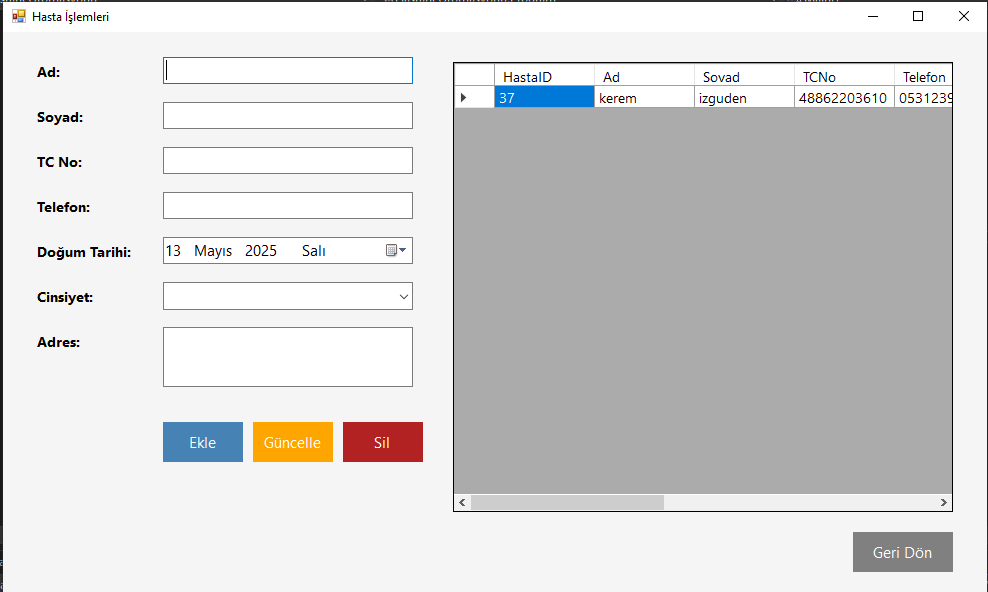 Hasta İşlemleri
Ad:
Soyad:
TC No:
Telefon:
Doğum Tarihi: 13 Mayıs 2025 Salı
Cinsiyet:
Adres:
Ekle Güncelle Sil
HastaID Ad Soyad TCNo Telefon
37 kerem izguden 48862203610 0531239
Geri Dön